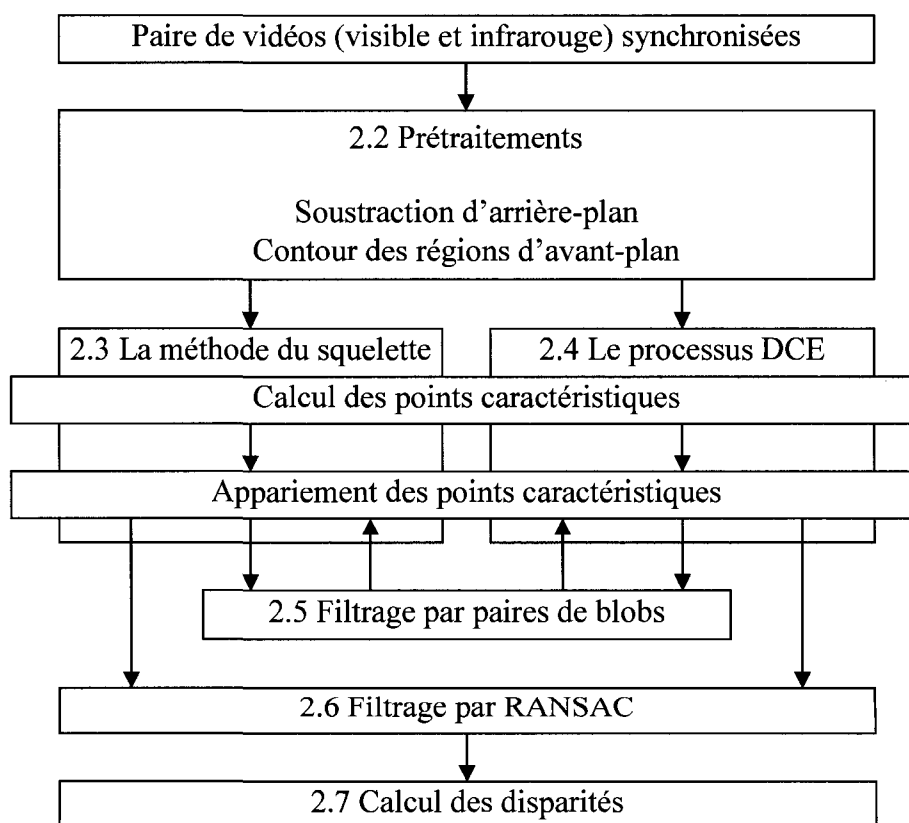 Paire de vidéos (visible et infrarouge) synchronisées
2.2 Prétraitements
Soustraction d'arrière-plan
Contour des régions d'avant-plan
2.3 La méthode du squelette
2.4 Le processus DCE
Calcul des points caractéristiques
Appariement des points caractéristiques
2.5 Filtrage par paires de blobs
2.6 Filtrage par RANSAC
2.7 Calcul des disparités